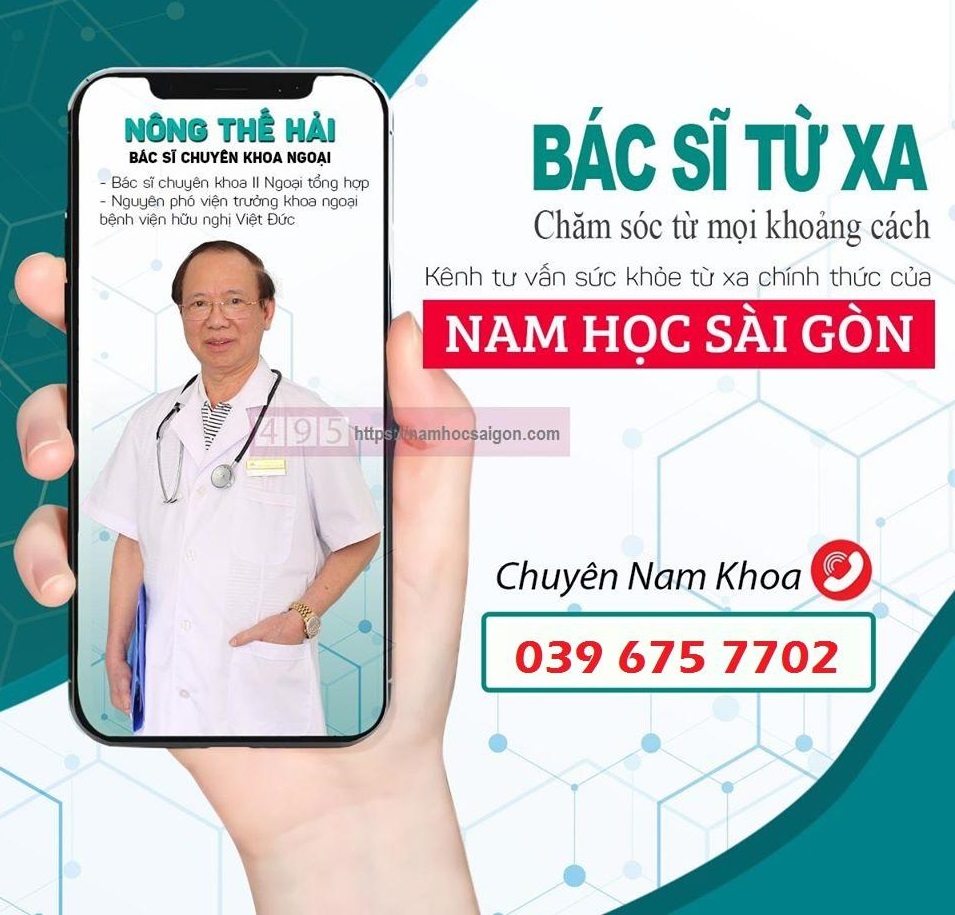 NÔNG THẾ HẢI
BÁC SĨ CHUYÊN KHOA NGOẠI
- Bác sĩ chuyên khoa II Ngoại tổng hợp
- Nguyên phó viện trưởng khoa ngoại
bệnh viện hữu nghị Việt Đức
BÁC SĨ TỪ XA
Chăm sóc từ mọi khoảng cách
Kênh tư vấn sức khỏe từ xa chính thức của
NAM HỌC SÀI GÒN
495 https://namhocsaigon.com
Chuyên Nam Khoa
039 675 7702